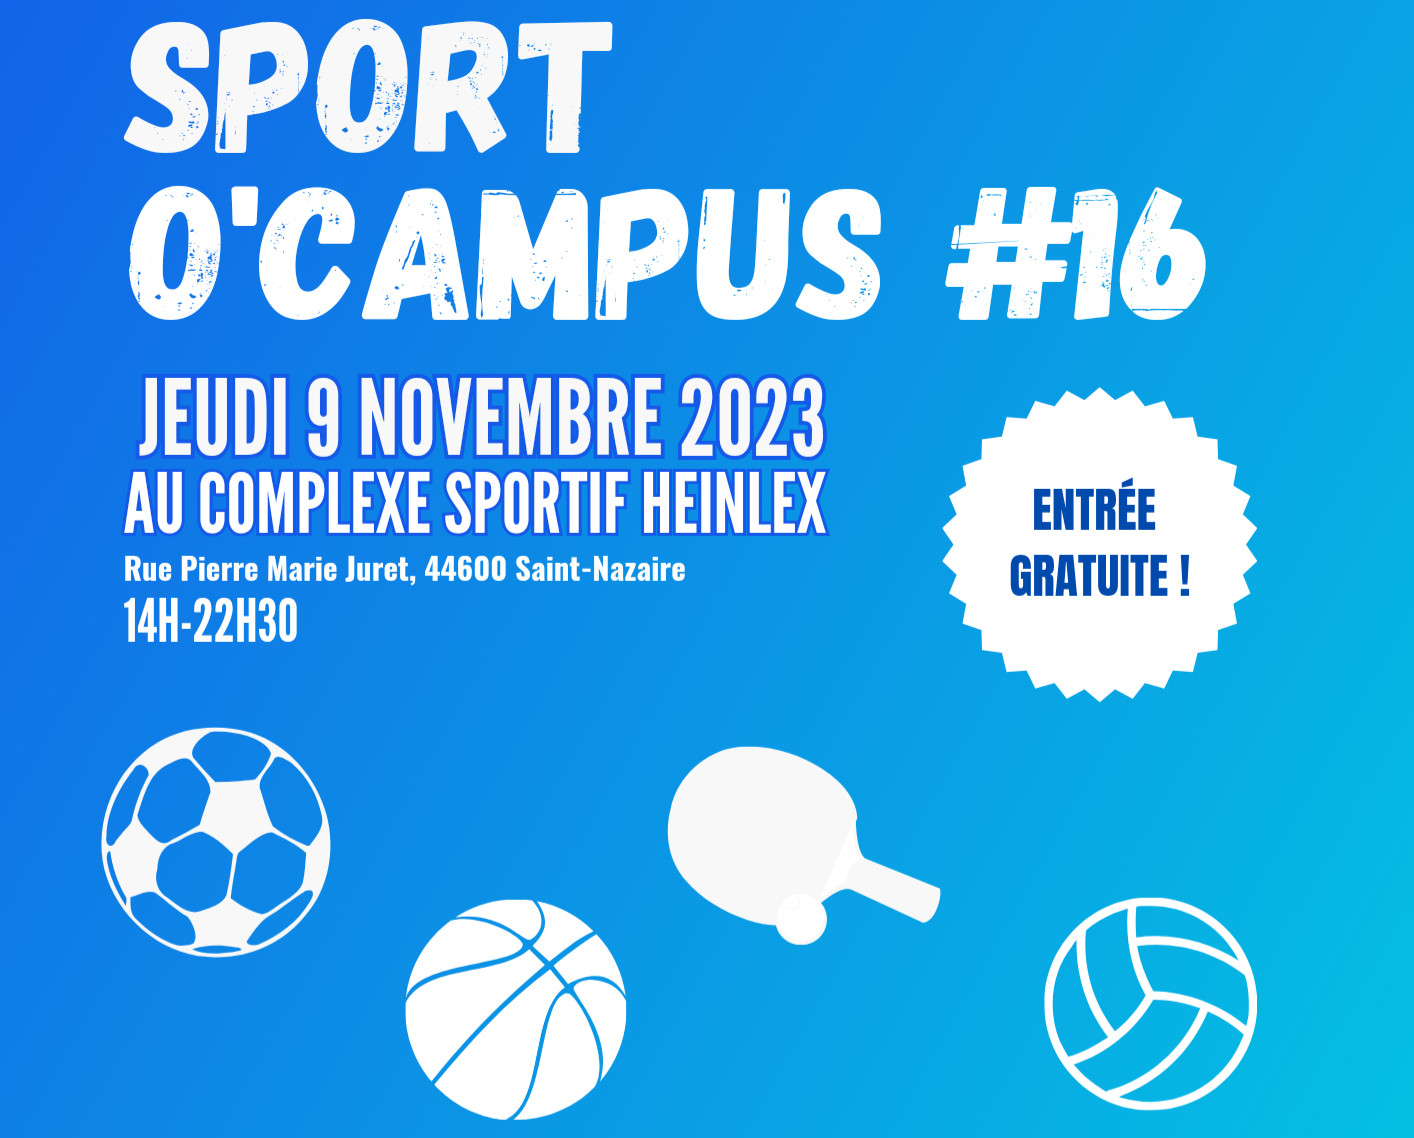 SPORT
O'CAMPUS #16
JEUDI 9 NOVEMBRE 2023
AU COMPLEXE SPORTIF HEINLEX
Rue Pierre Marie Juret, 44600 Saint-Nazaire
14H-22H30
ENTRÉE
GRATUITE !